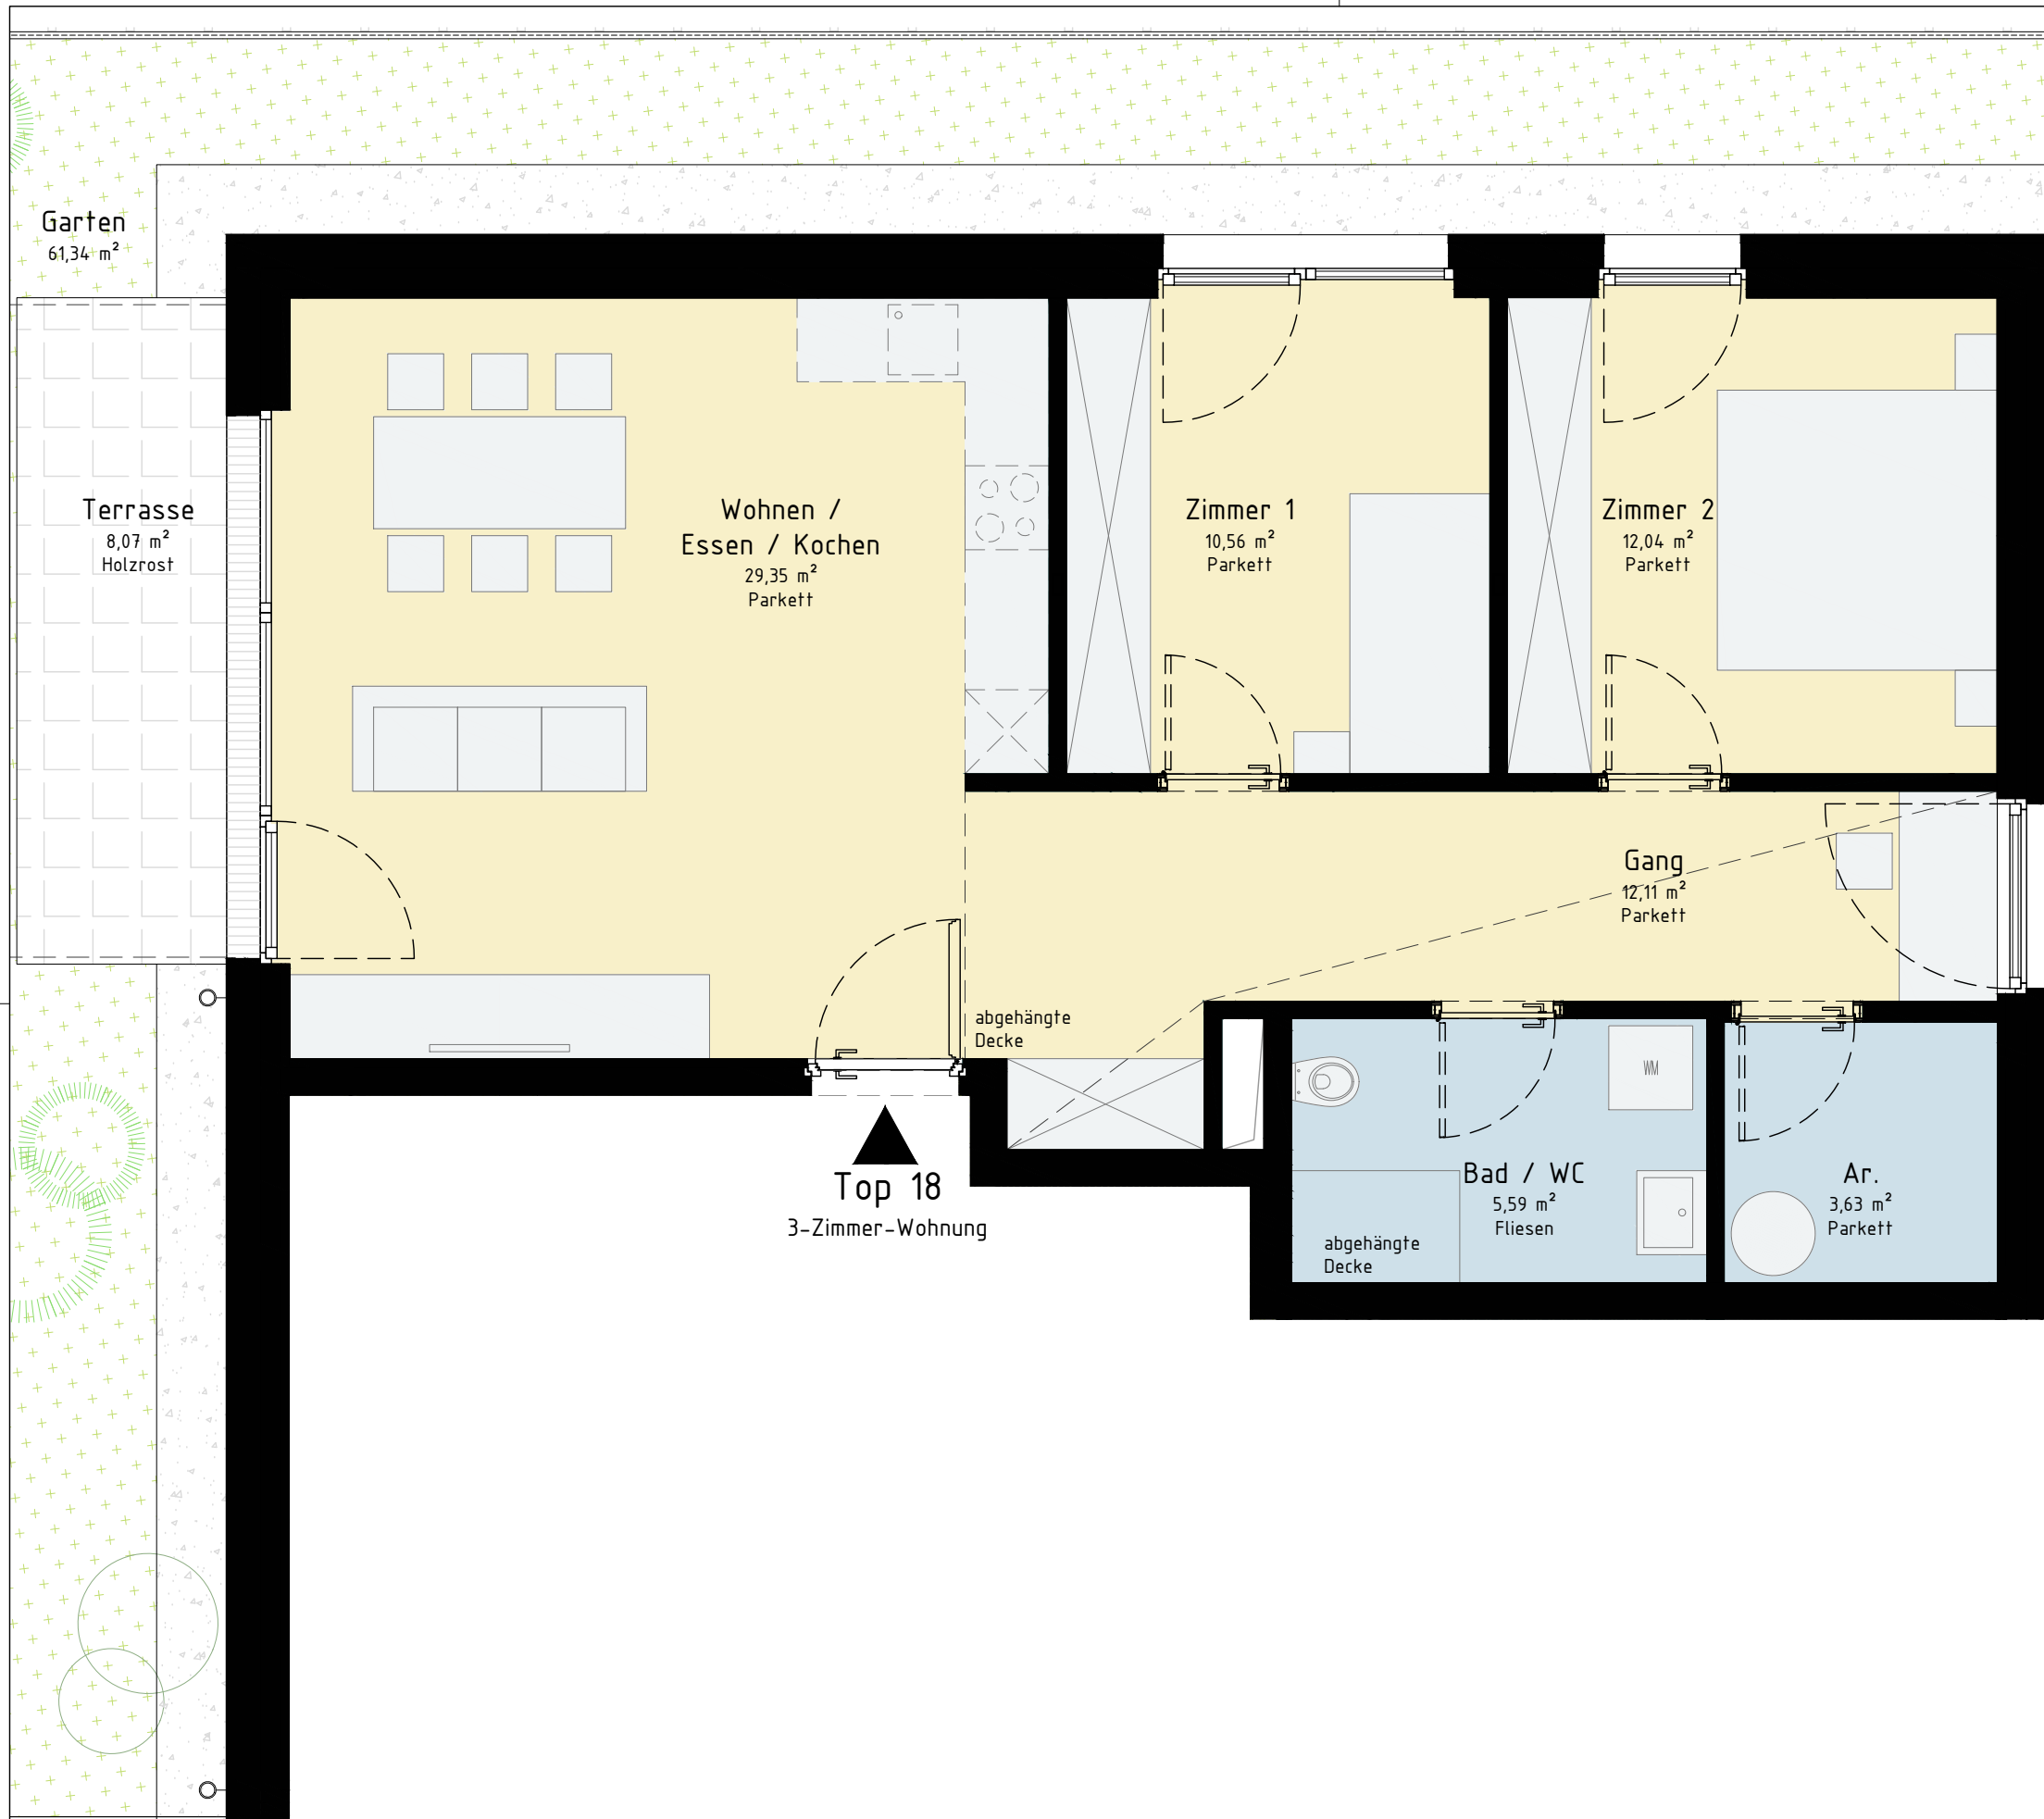 Garten
61,34 m²
Terrasse
8,07 m²
Holzrost
Wohnen /
Essen / Kochen
29,35 m²
Parkett
Zimmer 1
10,56 m²
Parkett
Zimmer 2
12,04 m²
Parkett
Gang
12,11 m²
Parkett
abgehängte
Decke
WM
Bad / WC
5,59 m²
Fliesen
abgehängte
Decke
Ar.
3,63 m²
Parkett
Top 18
3-Zimmer-Wohnung